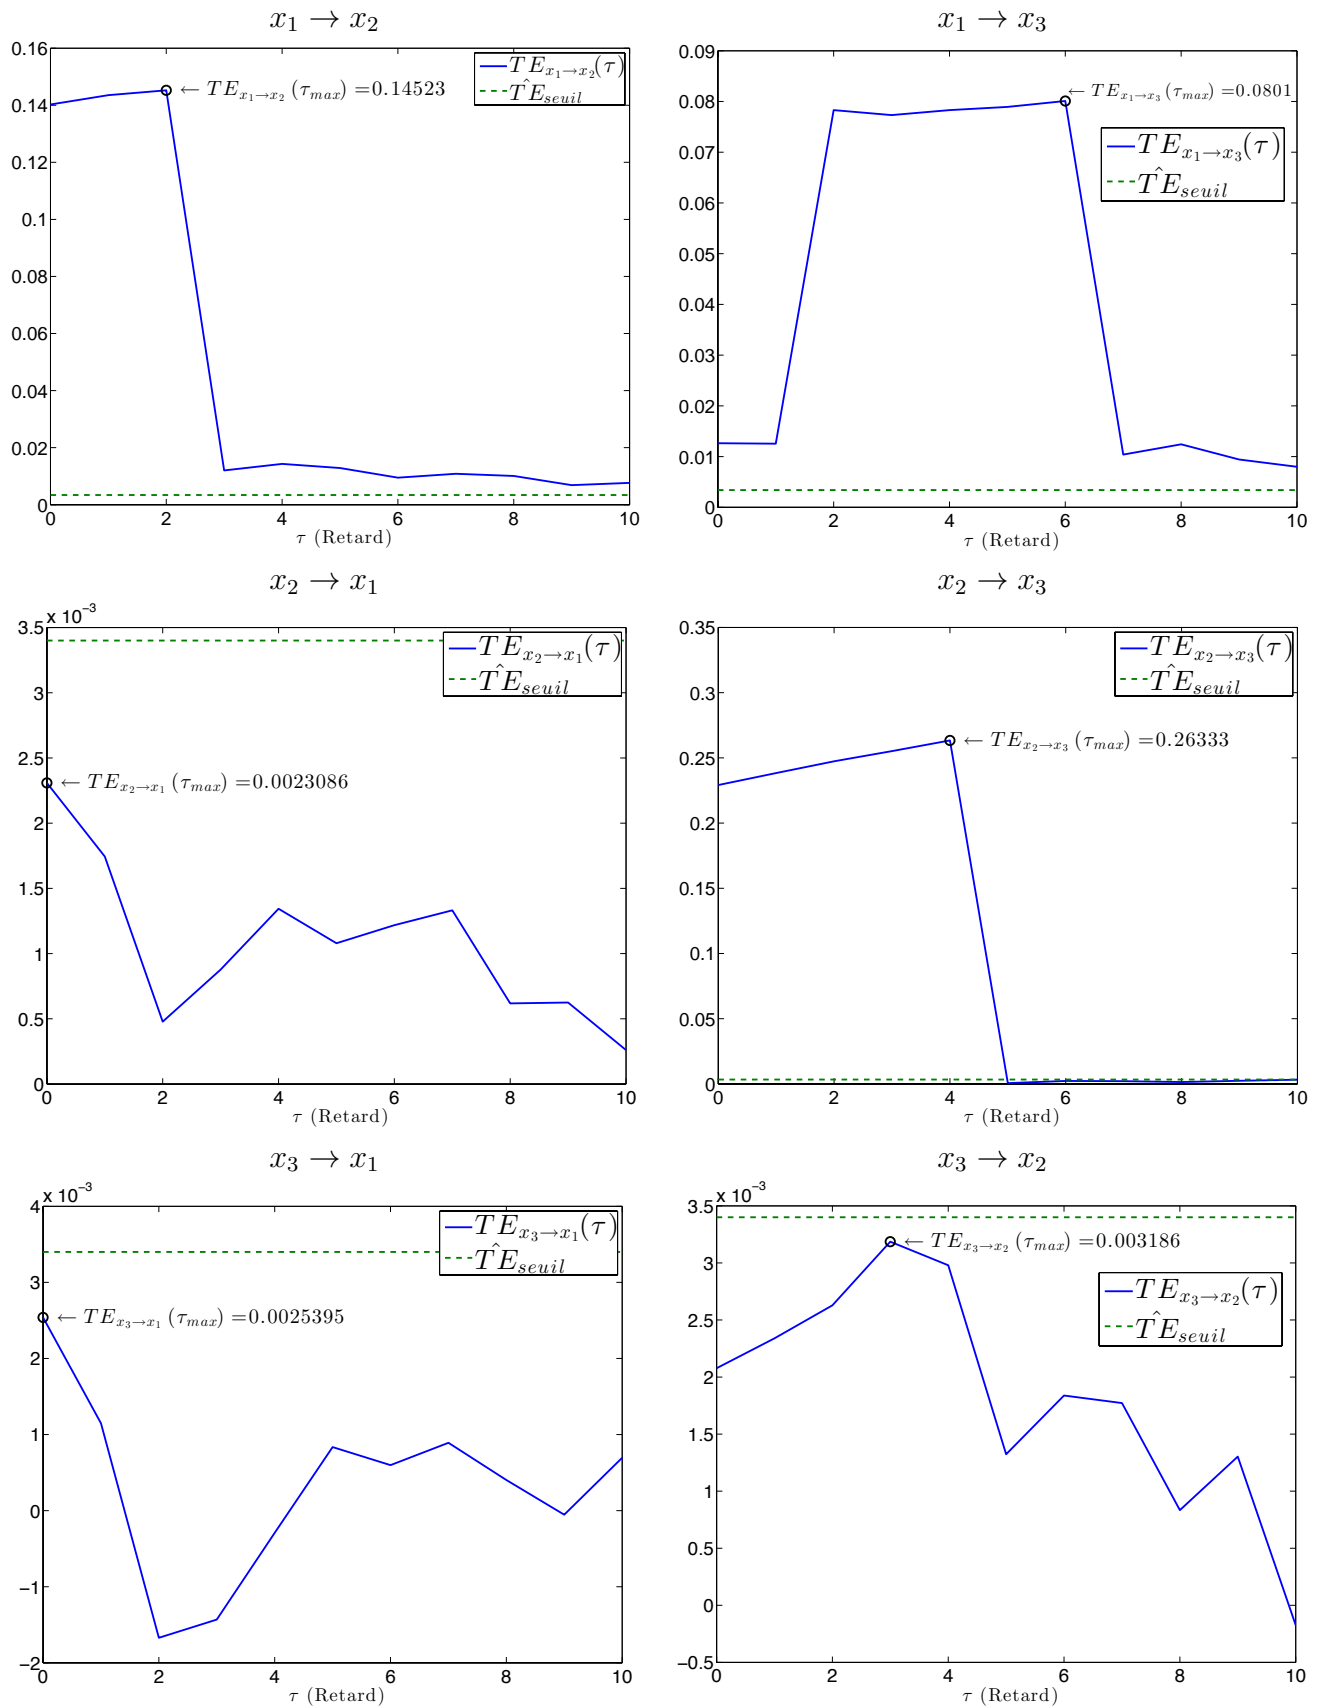 x₁ → x₂
0.16
0.14
0.12
0.1
0.08
0.06
0.04
0.02
0
0 2 4 6 8 10
τ (Retard)
← TEx₁→x₂ (τmax) =0.14523
TEx₁→x₂(τ)
T̂Eseuil
x₁ → x₃
0.09
0.08
0.07
0.06
0.05
0.04
0.03
0.02
0.01
0
0 2 4 6 8 10
τ (Retard)
← TEx₁→x₃ (τmax) =0.0801
TEx₁→x₃(τ)
T̂Eseuil
x₂ → x₁
x 10⁻³
3.5
3
2.5
2
1.5
1
0.5
0
0 2 4 6 8 10
τ (Retard)
← TEx₂→x₁ (τmax) =0.0023086
TEx₂→x₁(τ)
T̂Eseuil
x₂ → x₃
0.35
0.3
0.25
0.2
0.15
0.1
0.05
0
0 2 4 6 8 10
τ (Retard)
← TEx₂→x₃ (τmax) =0.26333
TEx₂→x₃(τ)
T̂Eseuil
x₃ → x₁
x 10⁻³
4
3
2
1
0
−1
−2
0 2 4 6 8 10
τ (Retard)
← TEx₃→x₁ (τmax) =0.0025395
TEx₃→x₁(τ)
T̂Eseuil
x₃ → x₂
x 10⁻³
3.5
3
2.5
2
1.5
1
0.5
0
−0.5
0 2 4 6 8 10
τ (Retard)
← TEx₃→x₂ (τmax) =0.003186
TEx₃→x₂(τ)
T̂Eseuil